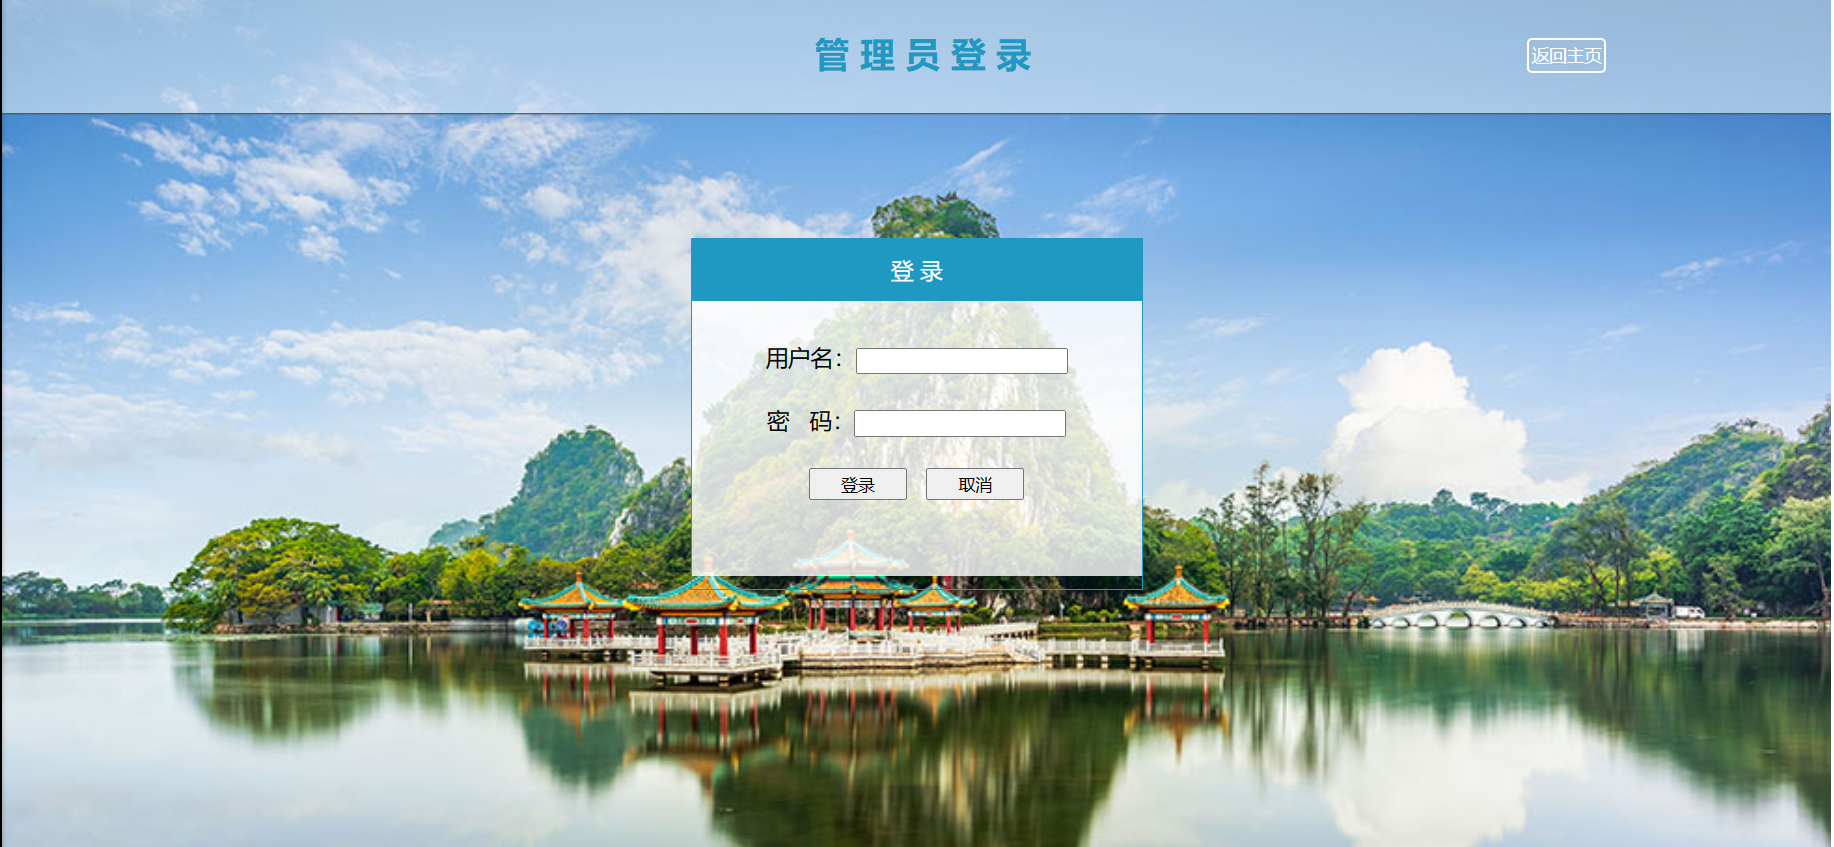 管理员登录
返回主页
登录
用户名：
密 码：
登录 取消